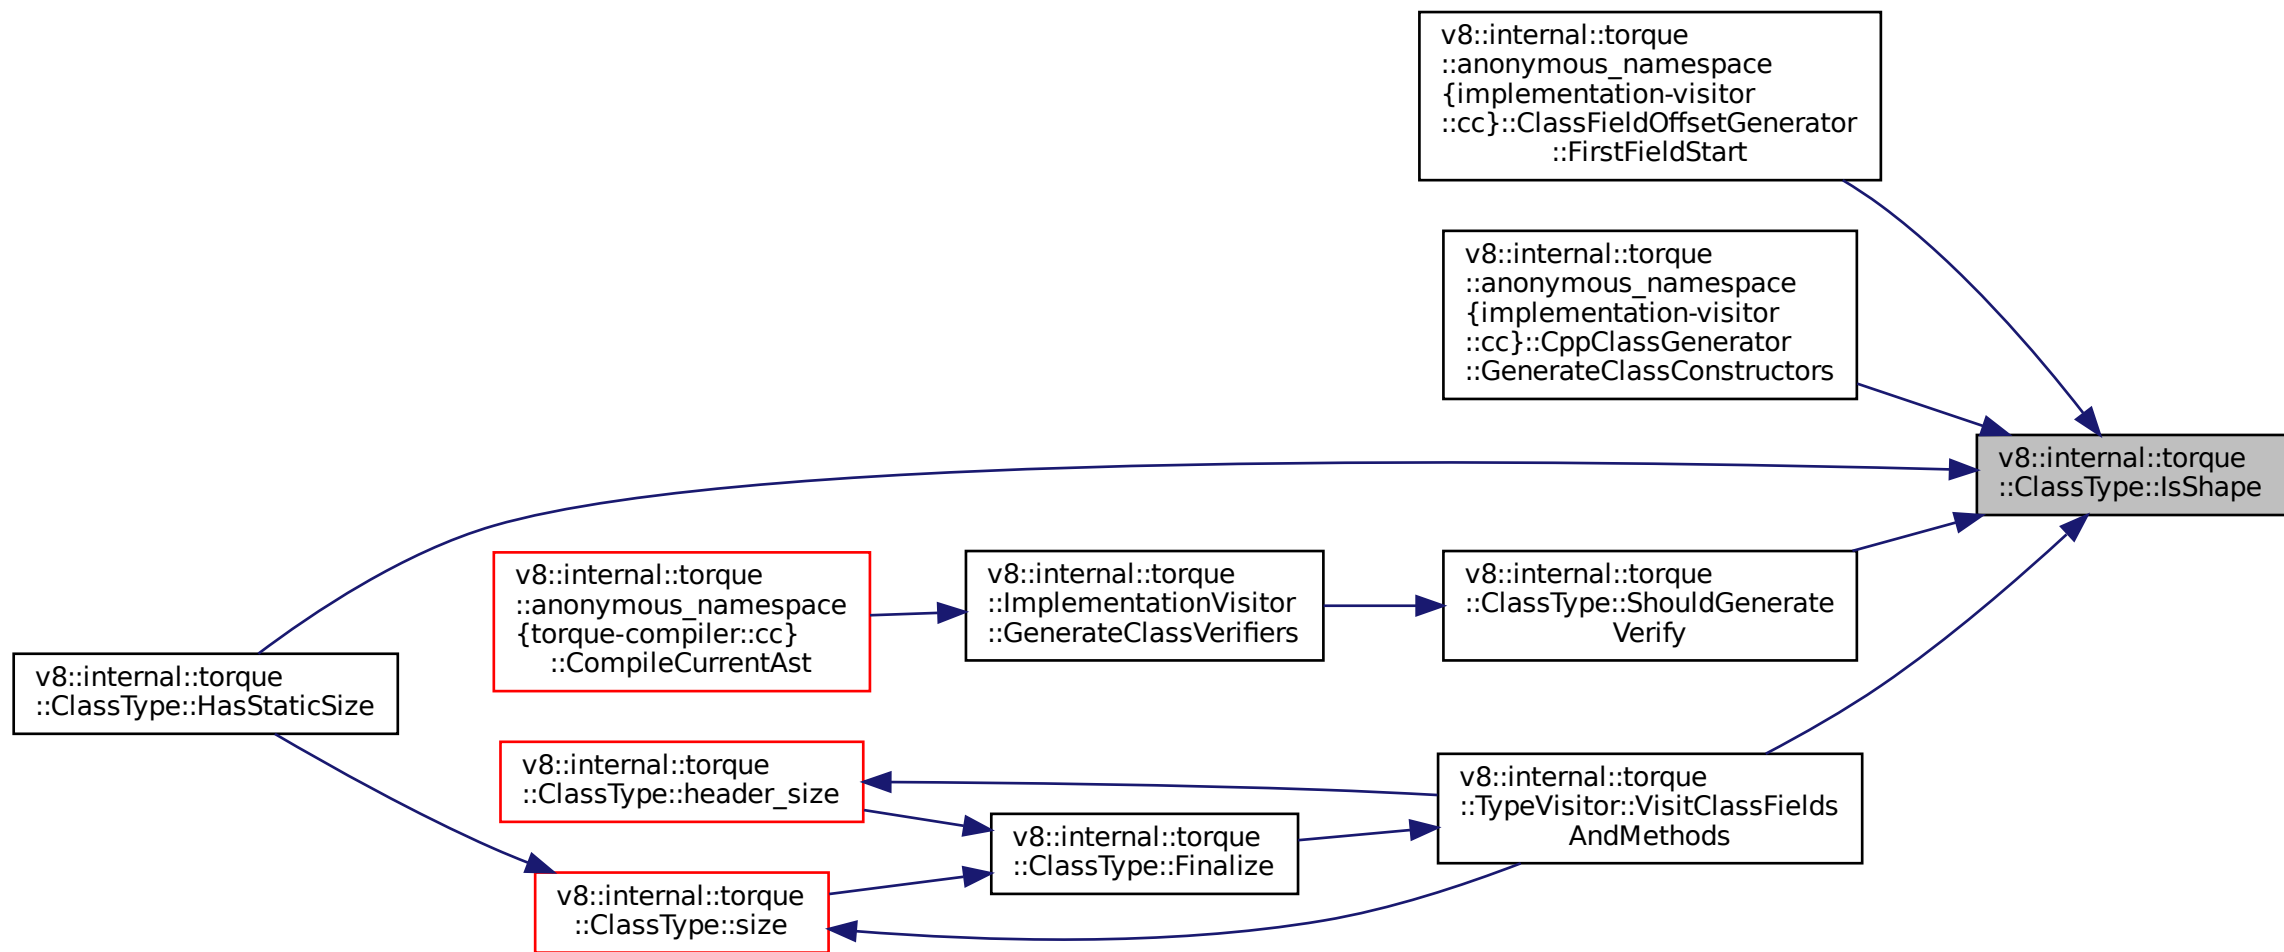 v8::internal::torque
::anonymous_namespace
{implementation-visitor
::cc}::ClassFieldOffsetGenerator
::FirstFieldStart
v8::internal::torque
::anonymous_namespace
{implementation-visitor
::cc}::CppClassGenerator
::GenerateClassConstructors
v8::internal::torque
::ClassType::IsShape
v8::internal::torque
::anonymous_namespace
{torque-compiler::cc}
::CompileCurrentAst
v8::internal::torque
::ImplementationVisitor
::GenerateClassVerifiers
v8::internal::torque
::ClassType::ShouldGenerate
Verify
v8::internal::torque
::ClassType::HasStaticSize
v8::internal::torque
::ClassType::header_size
v8::internal::torque
::TypeVisitor::VisitClassFields
AndMethods
v8::internal::torque
::ClassType::Finalize
v8::internal::torque
::ClassType::size